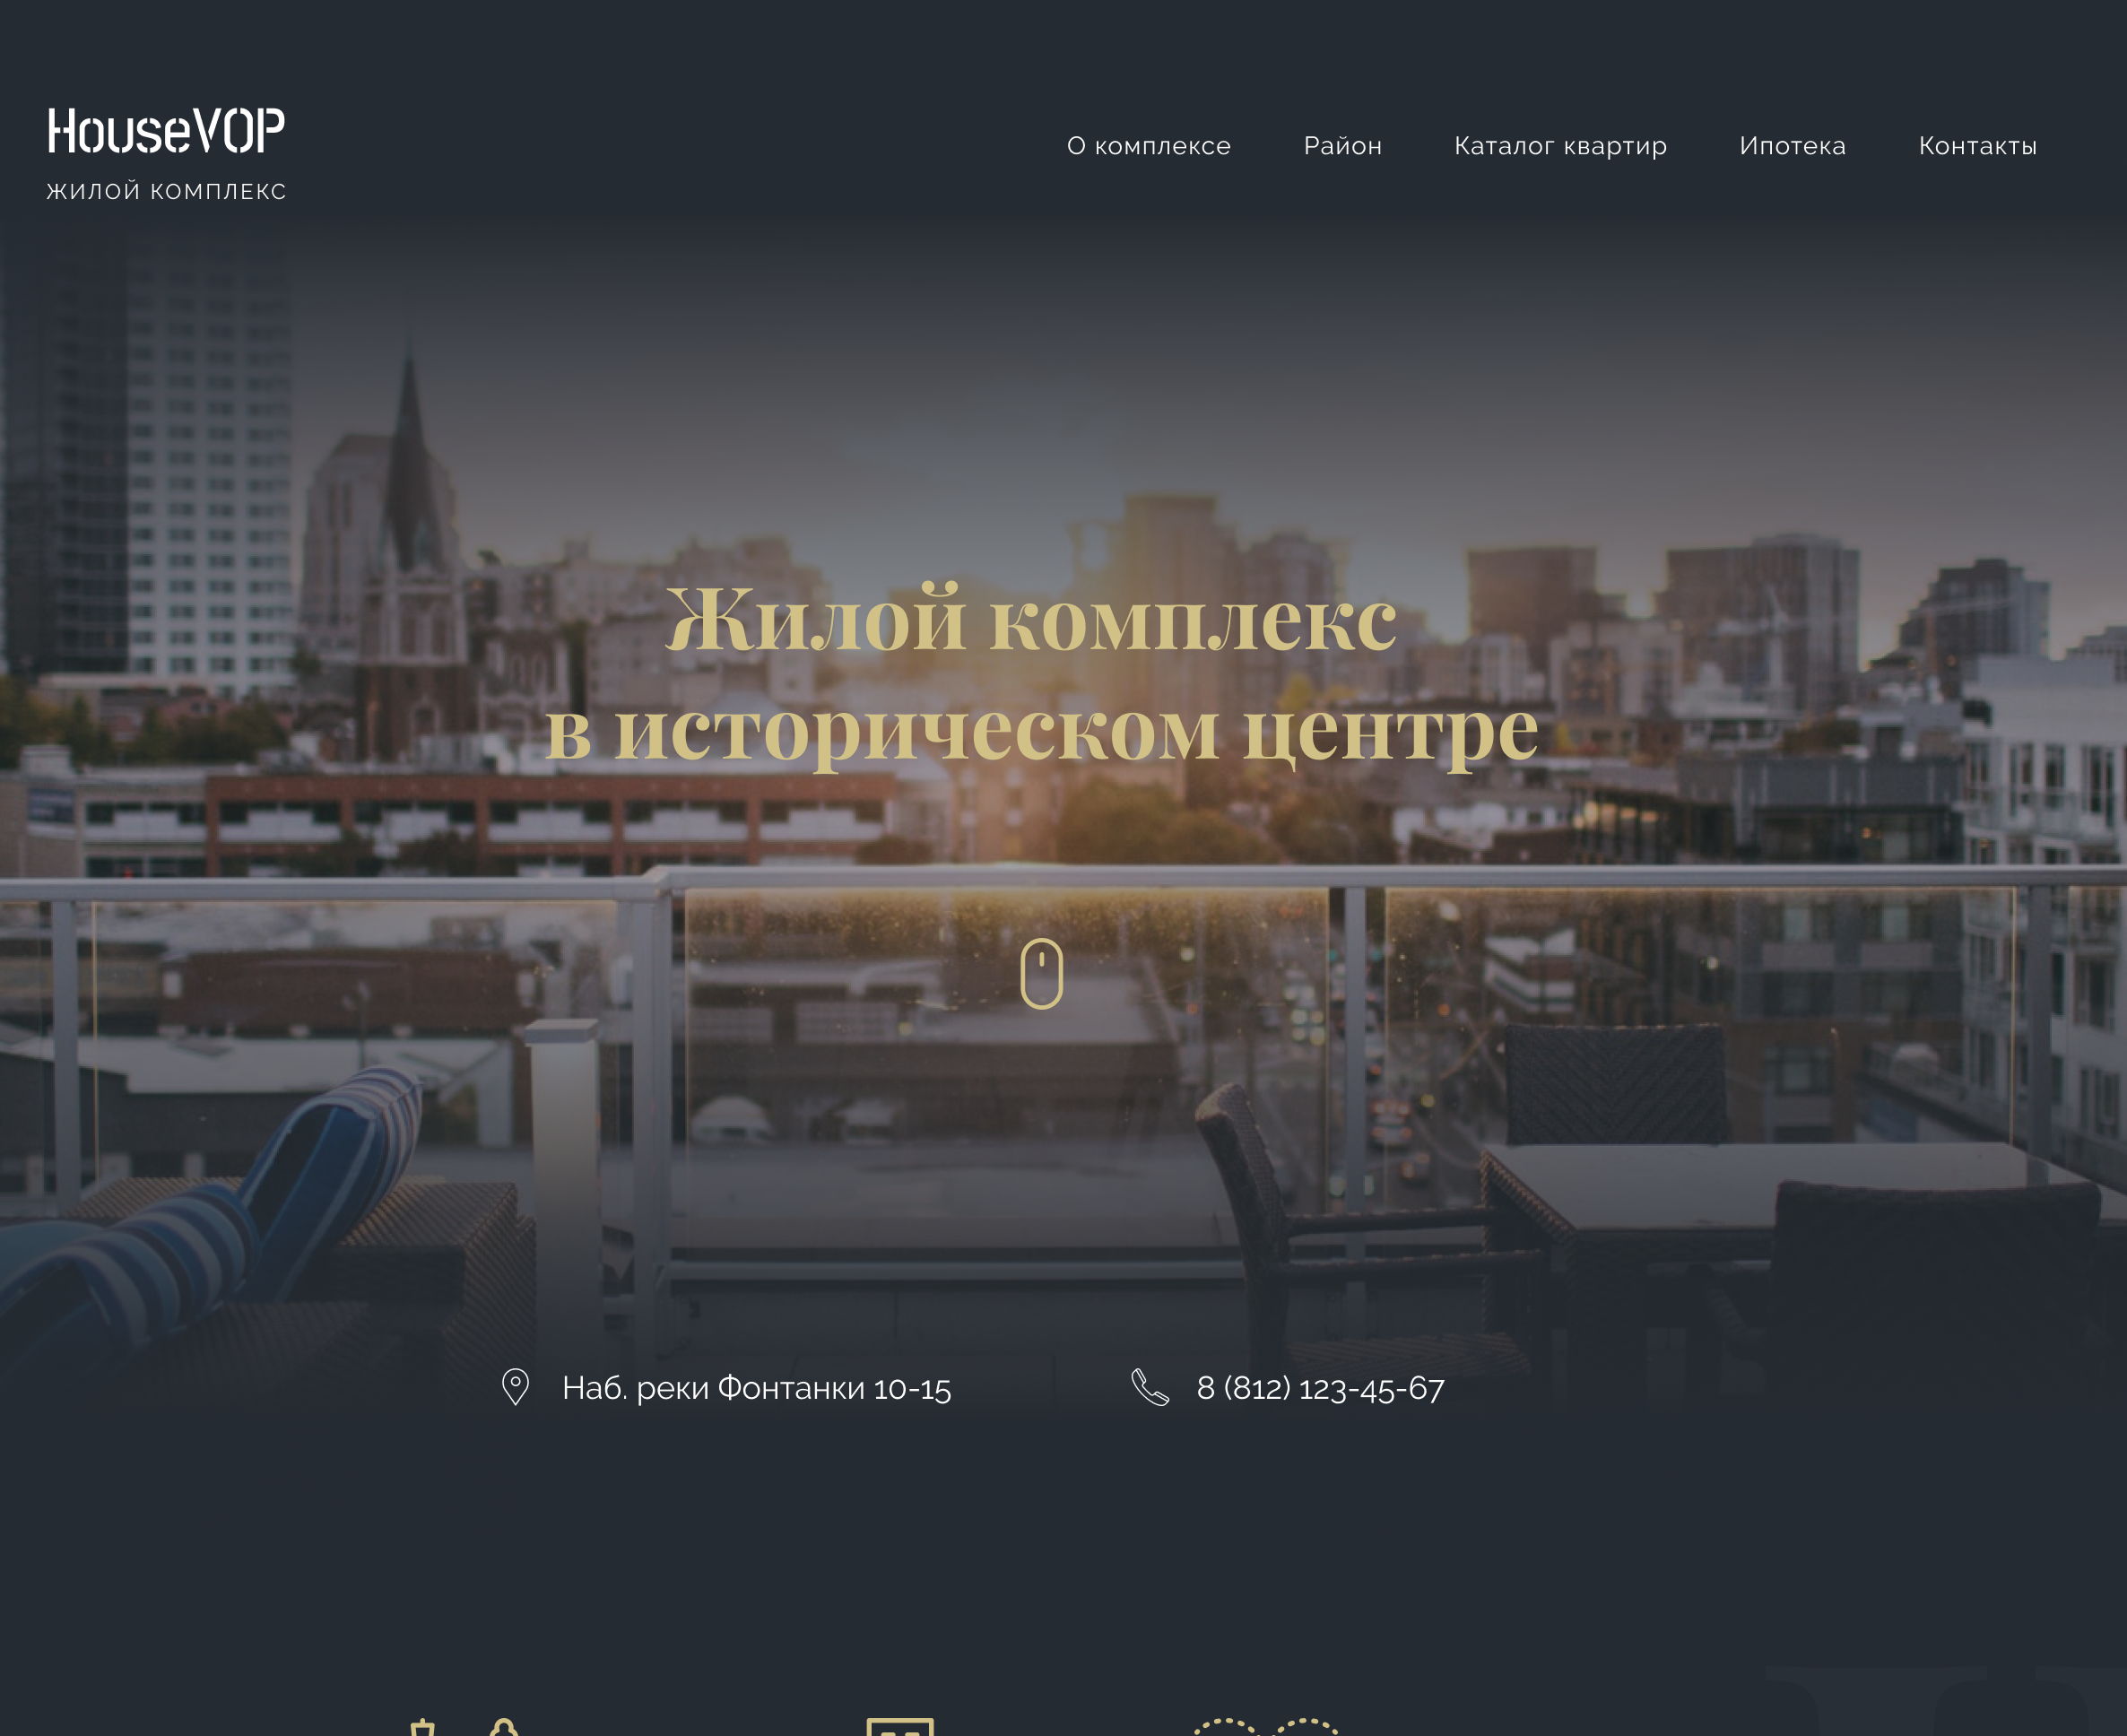 HouseVOP
ЖИЛОЙ КОМПЛЕКС
О комплексе Район Каталог квартир Ипотека Контакты
Жилой комплекс
в историческом центре
Наб. реки Фонтанки 10-15
8 (812) 123-45-67